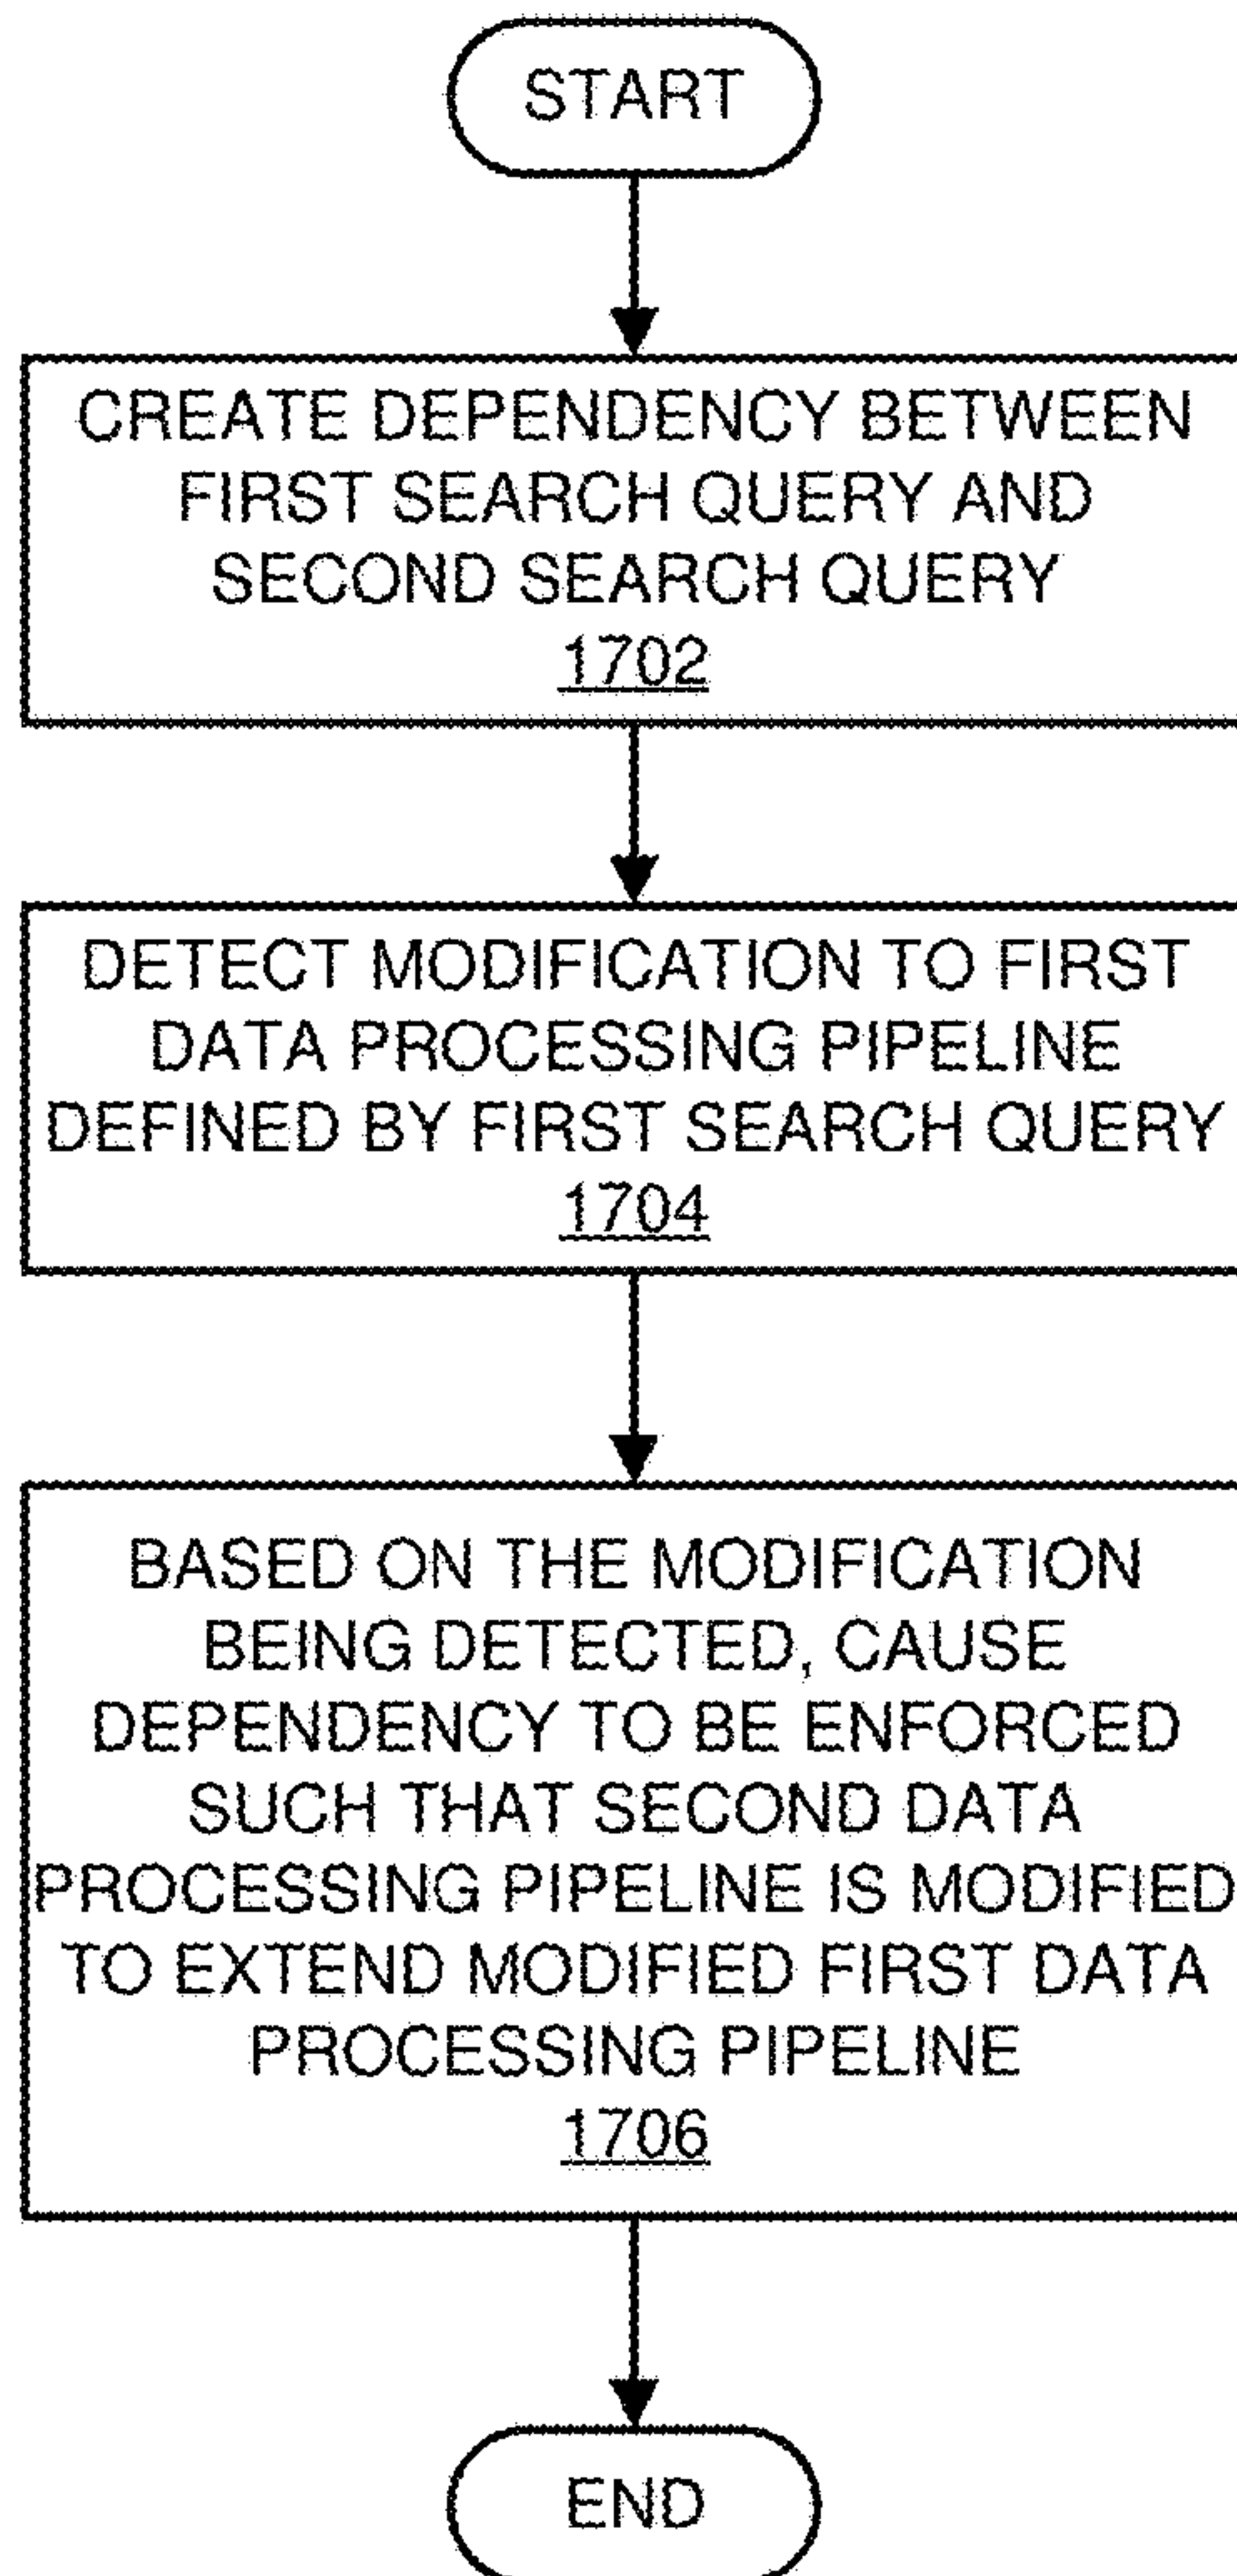 START
CREATE DEPENDENCY BETWEEN
FIRST SEARCH QUERY AND
SECOND SEARCH QUERY
1702
DETECT MODIFICATION TO FIRST
DATA PROCESSING PIPELINE
DEFINED BY FIRST SEARCH QUERY
1704
BASED ON THE MODIFICATION
BEING DETECTED, CAUSE
DEPENDENCY TO BE ENFORCED
SUCH THAT SECOND DATA
PROCESSING PIPELINE IS MODIFIED
TO EXTEND MODIFIED FIRST DATA
PROCESSING PIPELINE
1706
END